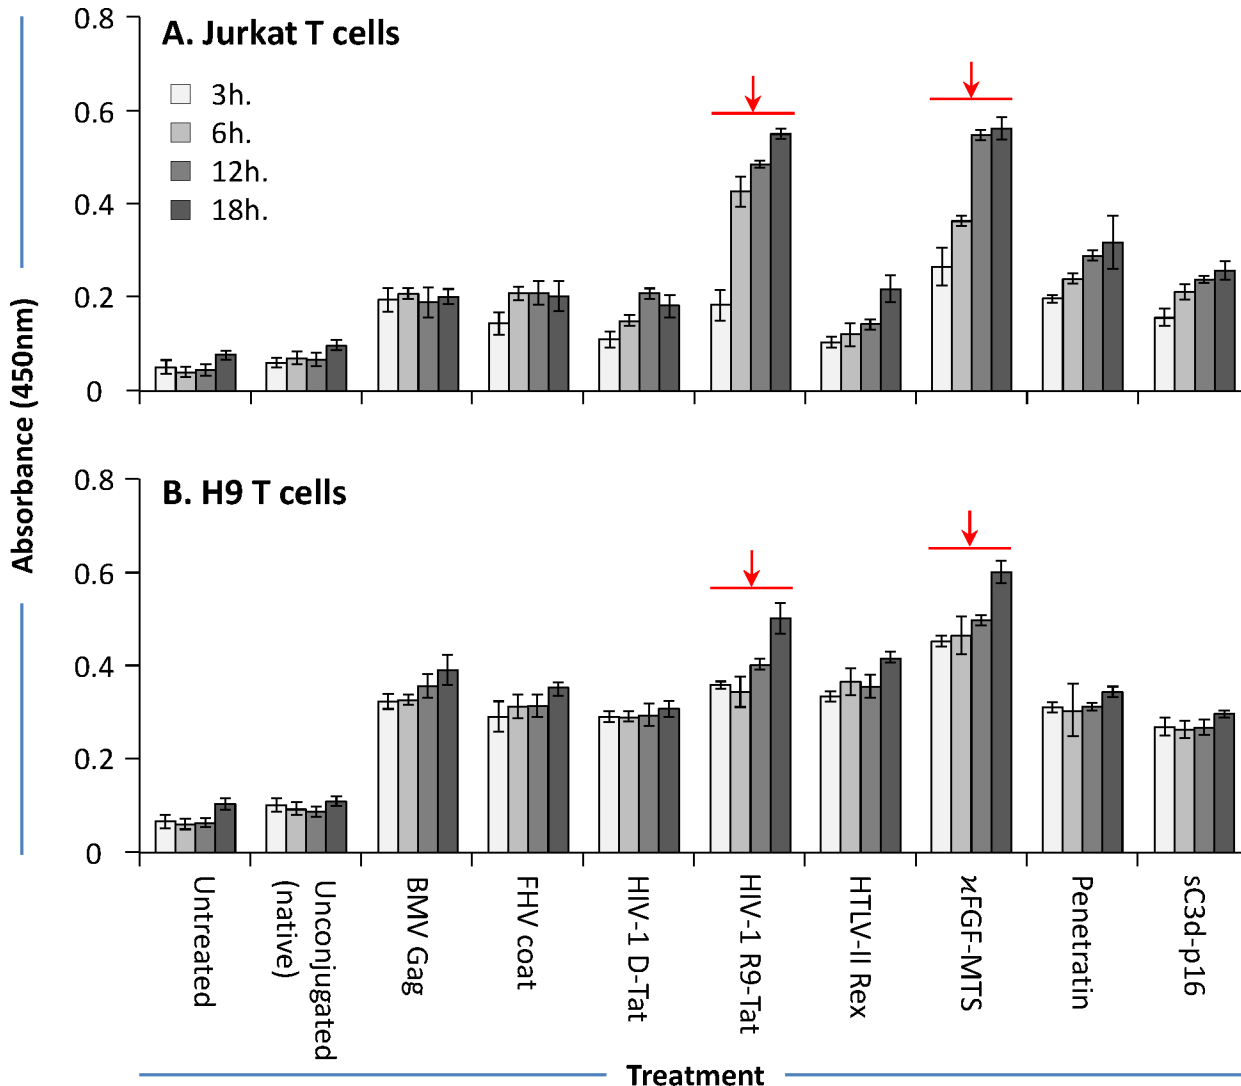 A. Jurkat T cells
3h.
6h.
12h.
18h.
0.8
0.6
0.4
0.2
0
B. H9 T cells
0.8
0.6
0.4
0.2
0
Absorbance (450nm)
Untreated
Unconjugated
(native)
BMV Gag
FHV coat
HIV-1 D-Tat
HIV-1 R9-Tat
HTLV-II Rex
ϰFGF-MTS
Penetratin
sC3d-p16
Treatment